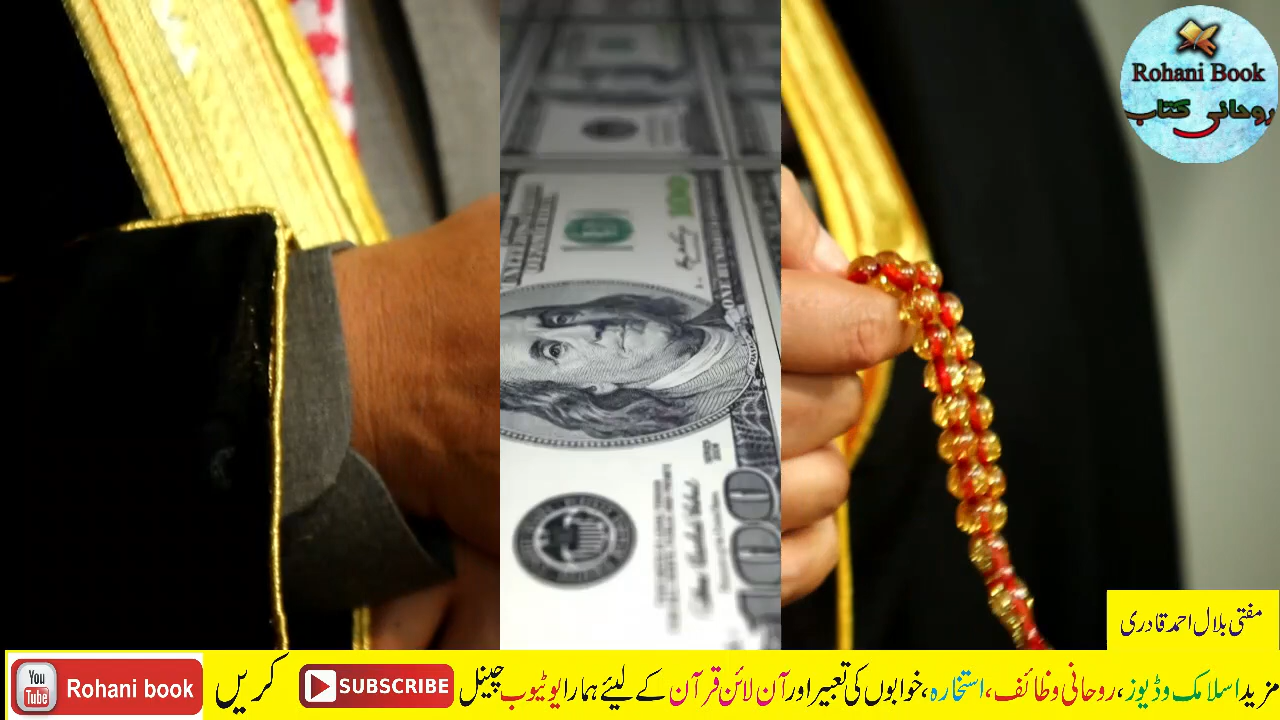 Rohani Book
روحانی کتاب
100
مفتی بلال احمد قادری
مزید اسلامک وڈیوز، روحانی وظائف، استخارہ، خوابوں کی تعبیر اور آن لائن قرآن کے لیئے ہمارا یوٹیوب چینل SUBSCRIBE کریں
You Tube Rohani book